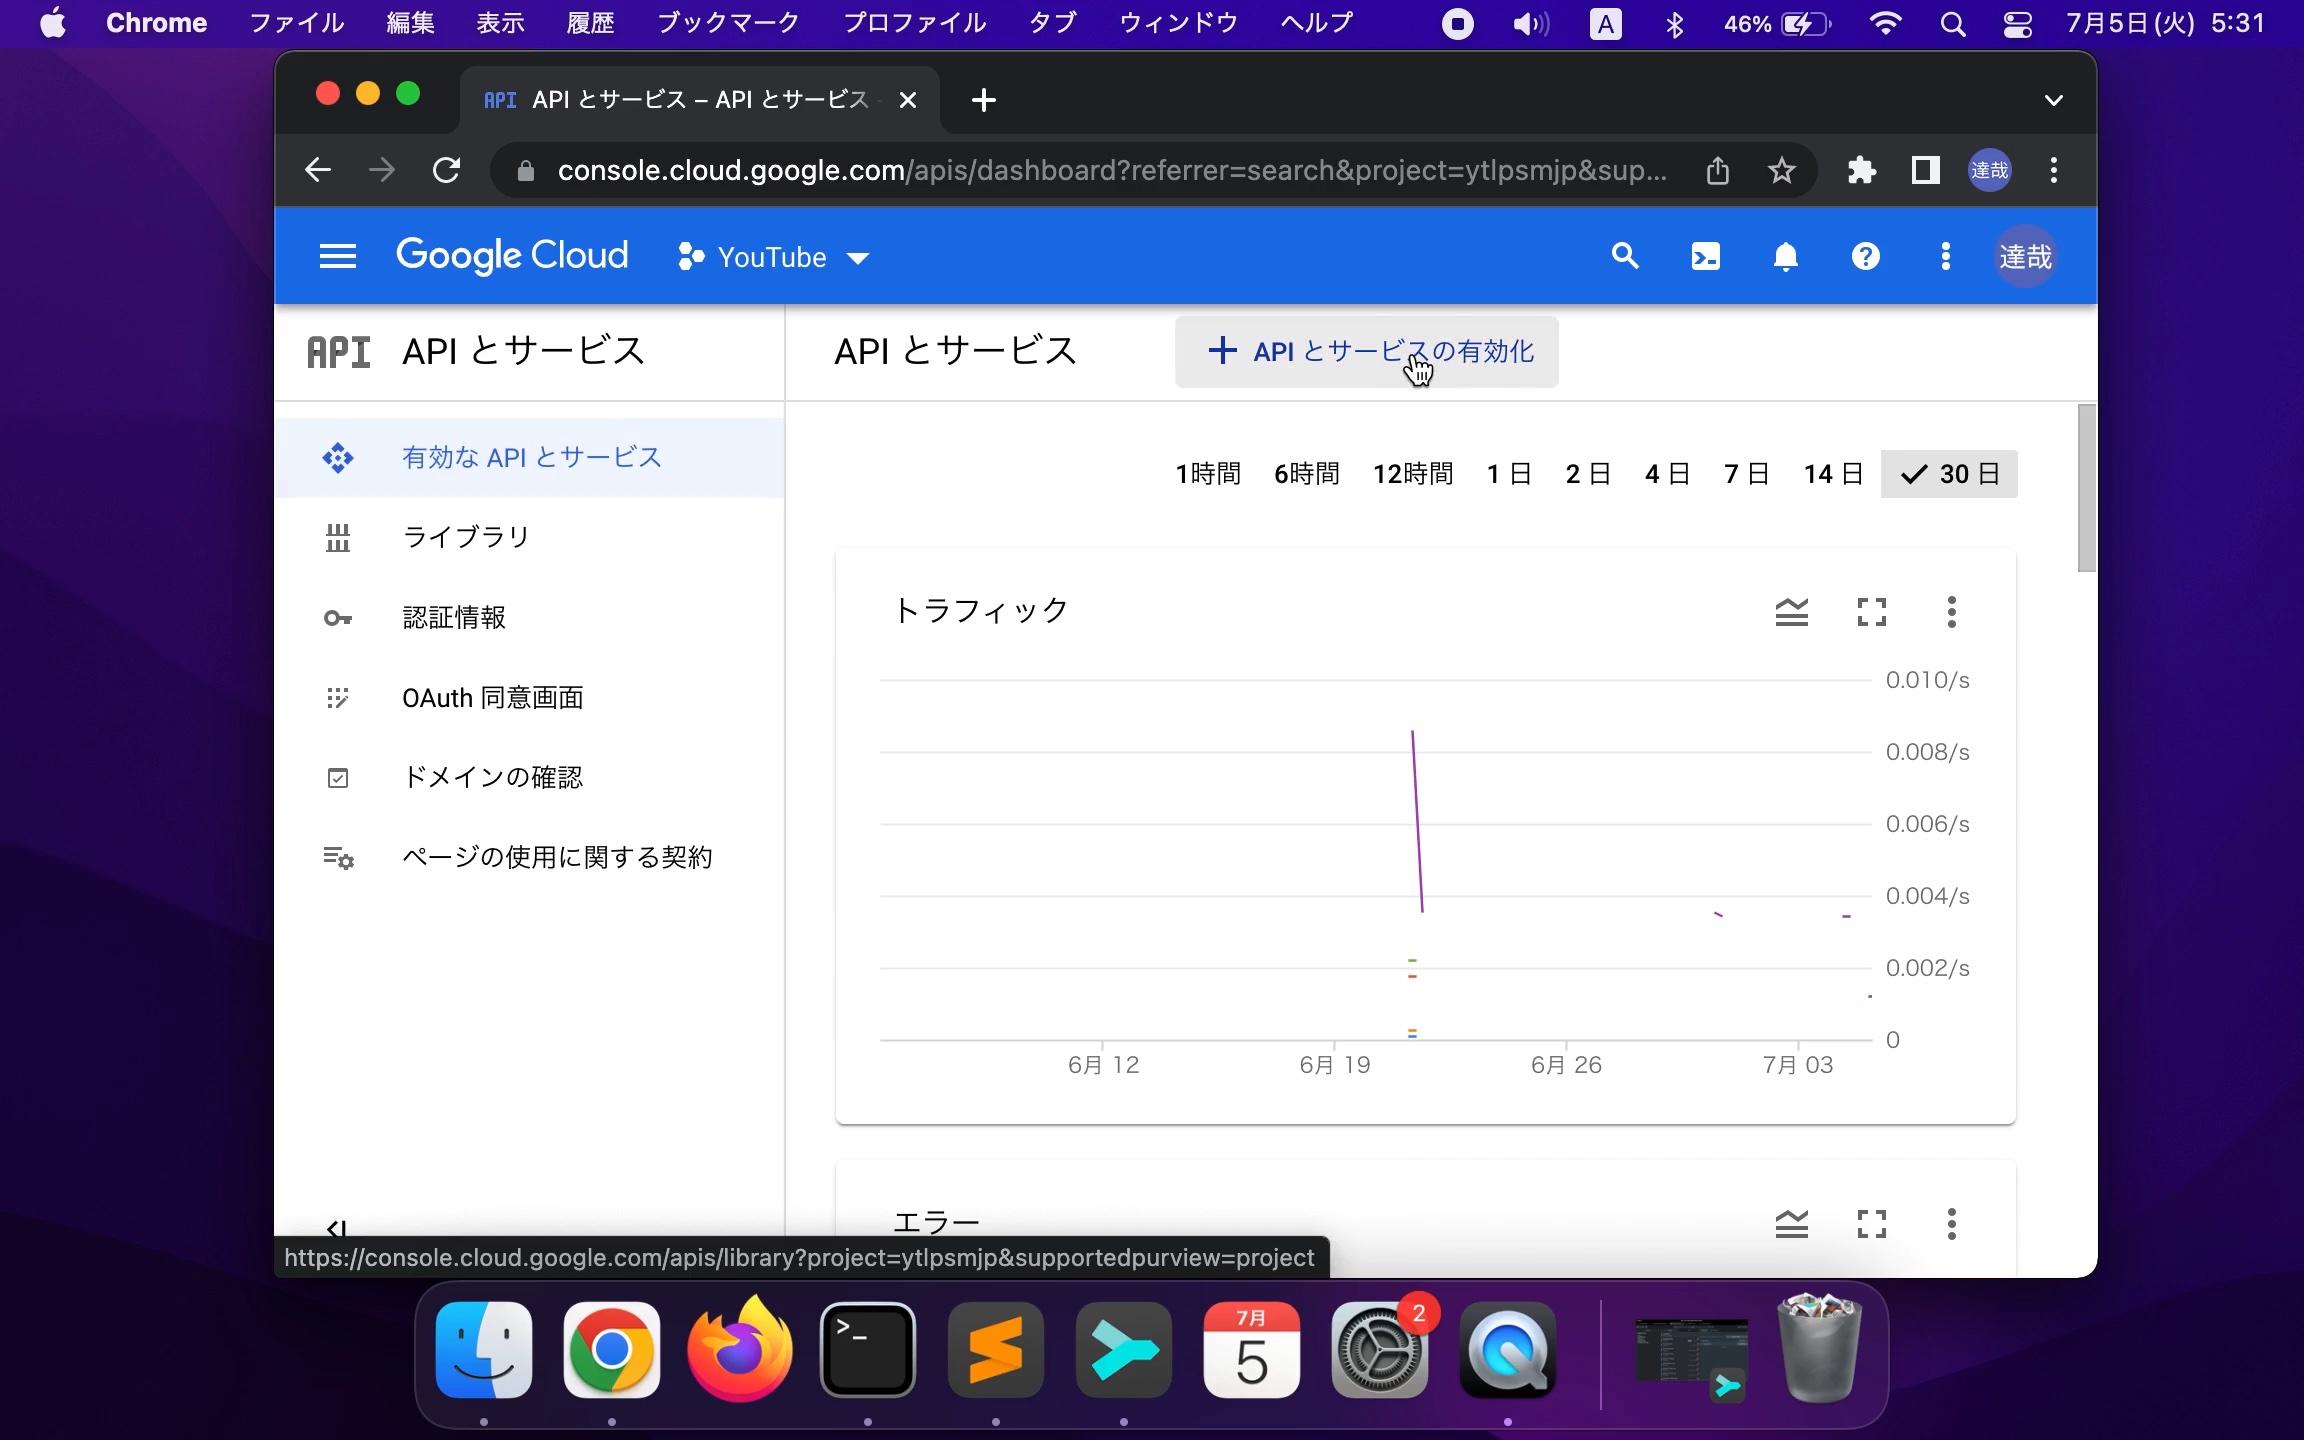 Chrome ファイル 編集 表示 履歴 ブックマーク プロファイル タブ ウィンドウ ヘルプ A 46% 7月5日(火) 5:31
API API とサービス – API とサービス
console.cloud.google.com/apis/dashboard?referrer=search&project=ytlpsmjp&sup... 達哉
Google Cloud YouTube 達哉
API API とサービス
API とサービス + API とサービスの有効化
有効な API とサービス
ライブラリ
認証情報
OAuth 同意画面
ドメインの確認
ページの使用に関する契約
1時間 6時間 12時間 1 日 2 日 4 日 7 日 14 日 30 日
トラフィック
0.010/s
0.008/s
0.006/s
0.004/s
0.002/s
0
6月 12 6月 19 6月 26 7月 03
エラー
https://console.cloud.google.com/apis/library?project=ytlpsmjp&supportedpurview=project
>_
7月
5
2